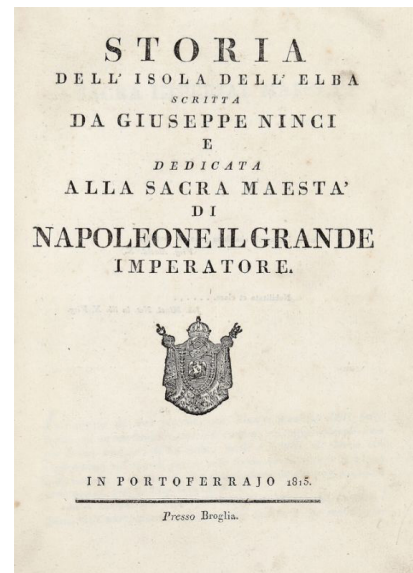 STORIA
DELL' ISOLA DELL' ELBA
SCRITTA
DA GIUSEPPE NINCI
E
DEDICATA
ALLA SACRA MAESTA'
DI
NAPOLEONE IL GRANDE
IMPERATORE.
IN PORTOFERRAJO 1815.
Presso Broglia.